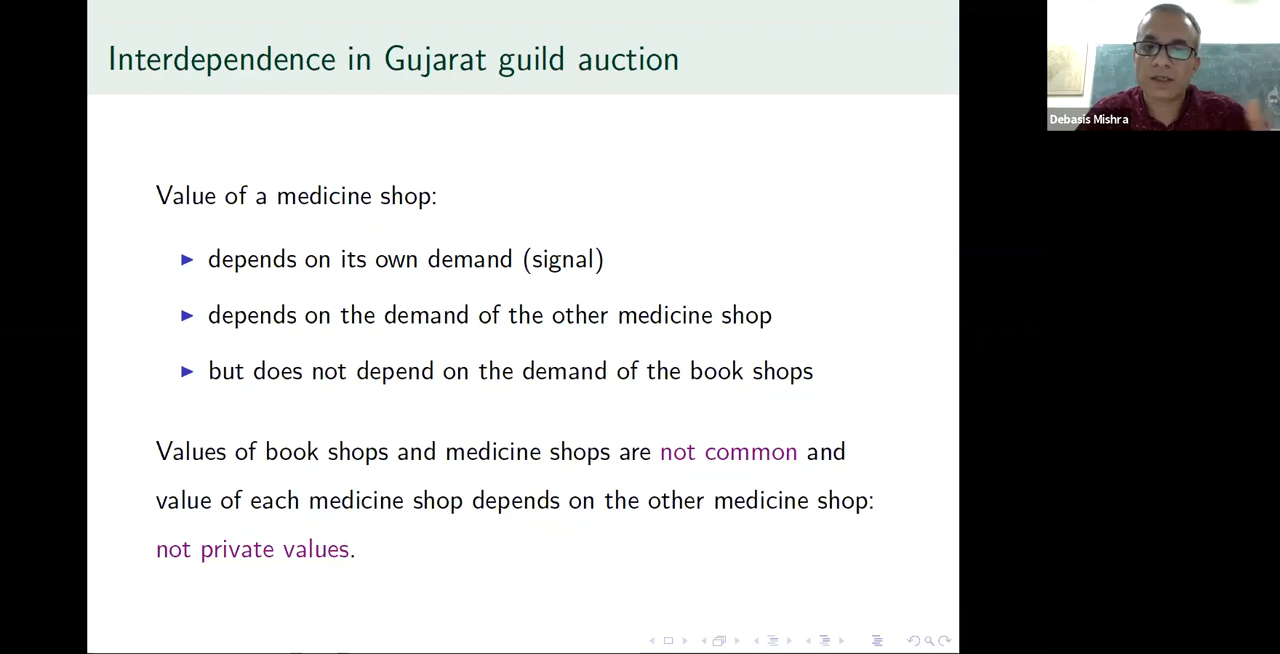 Interdependence in Gujarat guild auction
Debasis Mishra
Value of a medicine shop:
depends on its own demand (signal)
depends on the demand of the other medicine shop
but does not depend on the demand of the book shops
Values of book shops and medicine shops are not common and
value of each medicine shop depends on the other medicine shop:
not private values.